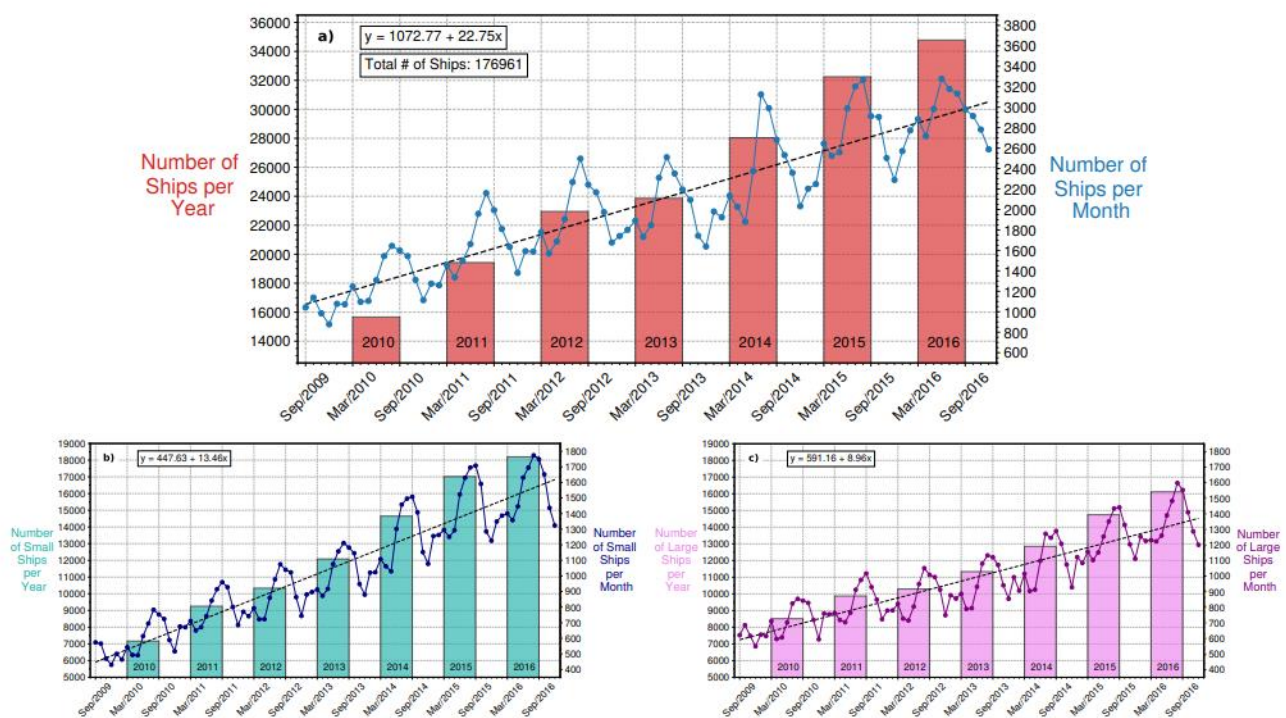 a)
y = 1072.77 + 22.75x
Total # of Ships: 176961
36000
34000
32000
30000
28000
26000
24000
22000
20000
18000
16000
14000
Number of
Ships per
Year
3800
3600
3400
3200
3000
2800
2600
2400
2200
2000
1800
1600
1400
1200
1000
800
600
Number of
Ships per
Month
2010
2011
2012
2013
2014
2015
2016
Sep/2009
Mar/2010
Sep/2010
Mar/2011
Sep/2011
Mar/2012
Sep/2012
Mar/2013
Sep/2013
Mar/2014
Sep/2014
Mar/2015
Sep/2015
Mar/2016
Sep/2016
b)
y = 447.63 + 13.46x
19000
18000
17000
16000
15000
14000
13000
12000
11000
10000
9000
8000
7000
6000
5000
Number
of Small
Ships
per
Year
1800
1700
1600
1500
1400
1300
1200
1100
1000
900
800
700
600
500
400
Number
of Small
Ships
per
Month
2010
2011
2012
2013
2014
2015
2016
Sep/2009
Mar/2010
Sep/2010
Mar/2011
Sep/2011
Mar/2012
Sep/2012
Mar/2013
Sep/2013
Mar/2014
Sep/2014
Mar/2015
Sep/2015
Mar/2016
Sep/2016
c)
y = 591.16 + 8.96x
19000
18000
17000
16000
15000
14000
13000
12000
11000
10000
9000
8000
7000
6000
5000
Number
of Large
Ships
per
Year
1800
1700
1600
1500
1400
1300
1200
1100
1000
900
800
700
600
500
400
Number
of Large
Ships
per
Month
2010
2011
2012
2013
2014
2015
2016
Sep/2009
Mar/2010
Sep/2010
Mar/2011
Sep/2011
Mar/2012
Sep/2012
Mar/2013
Sep/2013
Mar/2014
Sep/2014
Mar/2015
Sep/2015
Mar/2016
Sep/2016